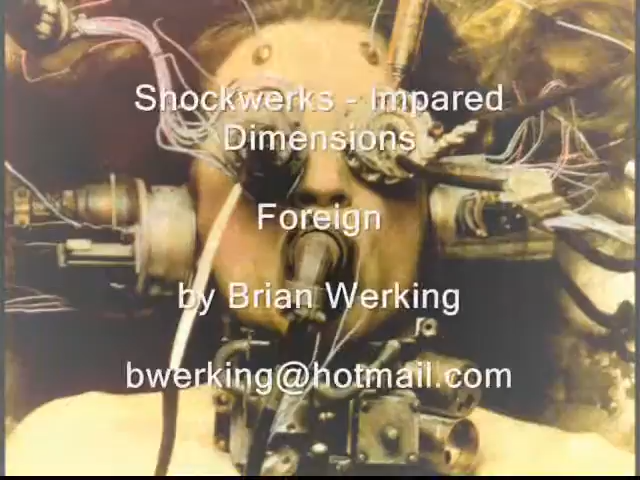 Shockwerks - Impared
Dimensions
Foreign
by Brian Werking
bwerking@hotmail.com